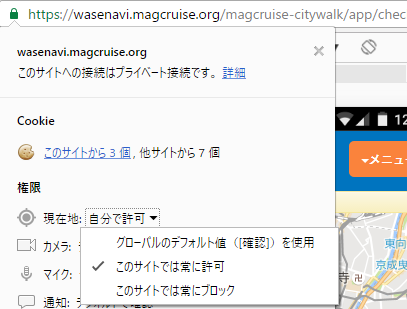 https://wasenavi.magcruise.org/magcruise-citywalk/app/chec
wasenavi.magcruise.org ×
このサイトへの接続はプライベート接続です。 詳細
Cookie
このサイトから 3 個, 他サイトから 7 個
権限
現在地: 自分で許可▼
グローバルのデフォルト値（[確認]）を使用
カメラ:
✓ このサイトでは常に許可
マイク:
このサイトでは常にブロック
通知:
12
▼メニュ
東向
京成曳
寺